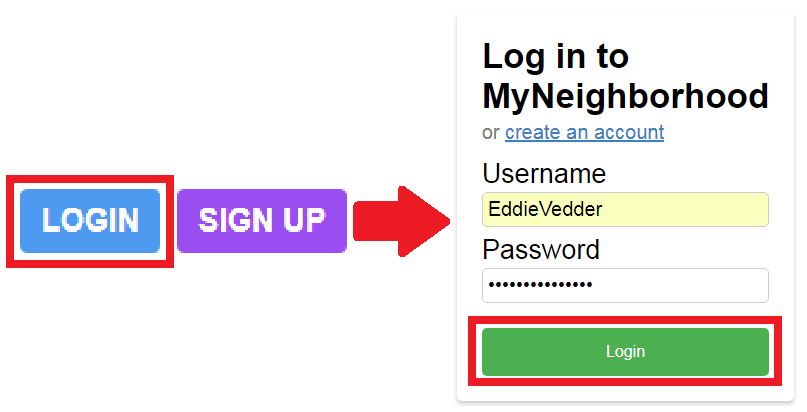 LOGIN
SIGN UP
Log in to
MyNeighborhood
or create an account
Username
EddieVedder
Password
•••••••••••••••
Login